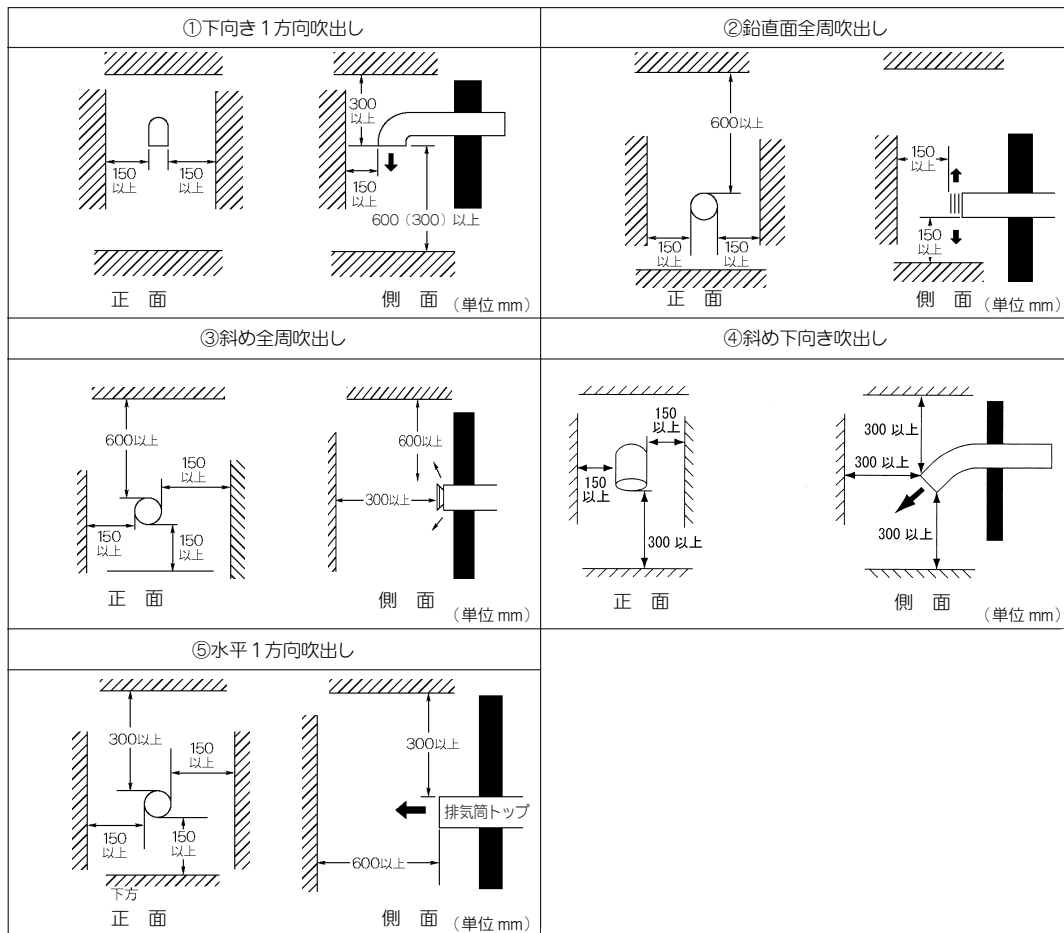 ①下向き1方向吹出し
150
以上
150
以上
正 面
300
以上
150
以上
600（300）以上
側 面
（単位 mm）
②鉛直面全周吹出し
600以上
150
以上
150
以上
正 面
150
以上
150
以上
側 面
（単位 mm）
③斜め全周吹出し
600以上
150
以上
150
以上
150
以上
正 面
600以上
300以上
側 面
（単位 mm）
④斜め下向き吹出し
150
以上
150
以上
300 以上
正 面
300 以上
300 以上
300 以上
側 面
（単位 mm）
⑤水平1方向吹出し
300以上
150
以上
150
以上
150
以上
下方
正 面
300以上
排気筒トップ
600以上
側 面
（単位 mm）